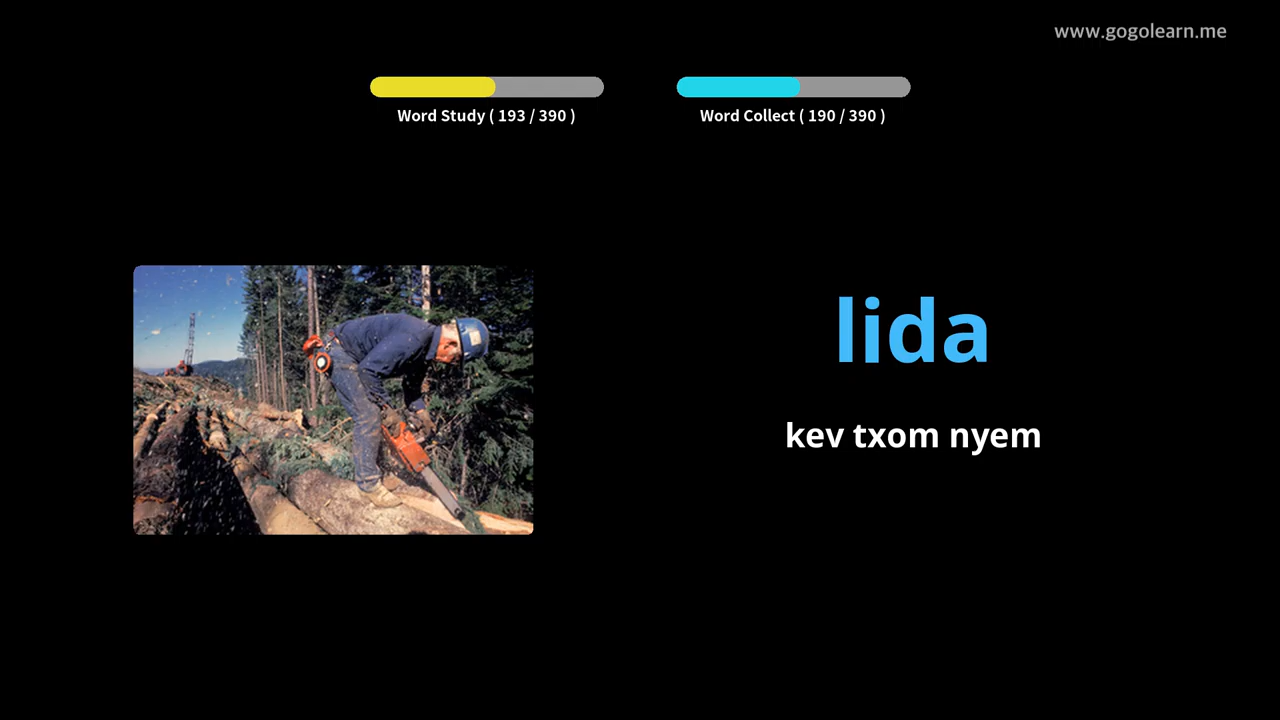 www.gogolearn.me
Word Study ( 193 / 390 )
Word Collect ( 190 / 390 )
lida
kev txom nyem